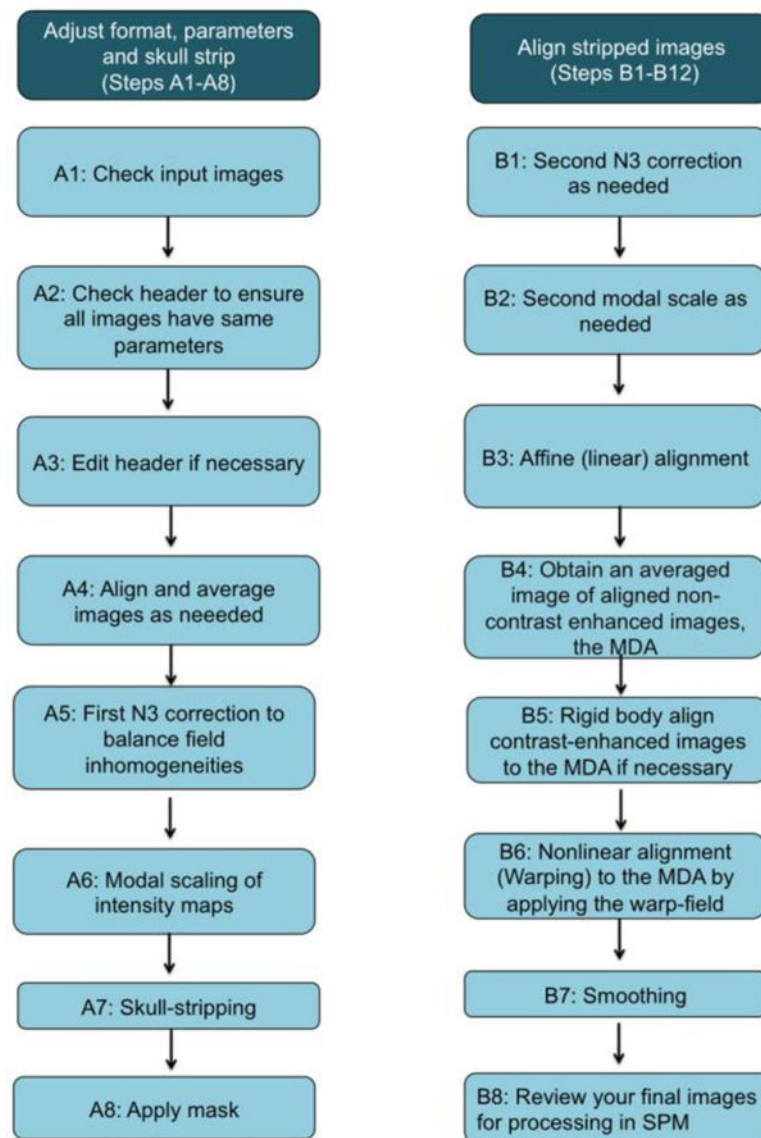 Adjust format, parameters
and skull strip
(Steps A1-A8)
A1: Check input images
A2: Check header to ensure
all images have same
parameters
A3: Edit header if necessary
A4: Align and average
images as neeeded
A5: First N3 correction to
balance field
inhomogeneities
A6: Modal scaling of
intensity maps
A7: Skull-stripping
A8: Apply mask
Align stripped images
(Steps B1-B12)
B1: Second N3 correction
as needed
B2: Second modal scale as
needed
B3: Affine (linear) alignment
B4: Obtain an averaged
image of aligned non-
contrast enhanced images,
the MDA
B5: Rigid body align
contrast-enhanced images
to the MDA if necessary
B6: Nonlinear alignment
(Warping) to the MDA by
applying the warp-field
B7: Smoothing
B8: Review your final images
for processing in SPM